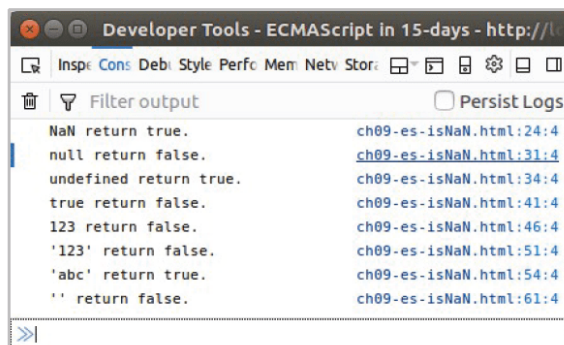 Developer Tools - ECMAScript in 15-days - http://l
Inspe Cons Debu Style Perfo Mem Netv Stora
Filter output Persist Logs
NaN return true. ch09-es-isNaN.html:24:4
null return false. ch09-es-isNaN.html:31:4
undefined return true. ch09-es-isNaN.html:34:4
true return false. ch09-es-isNaN.html:41:4
123 return false. ch09-es-isNaN.html:46:4
'123' return false. ch09-es-isNaN.html:51:4
'abc' return true. ch09-es-isNaN.html:54:4
'' return false. ch09-es-isNaN.html:61:4
≫